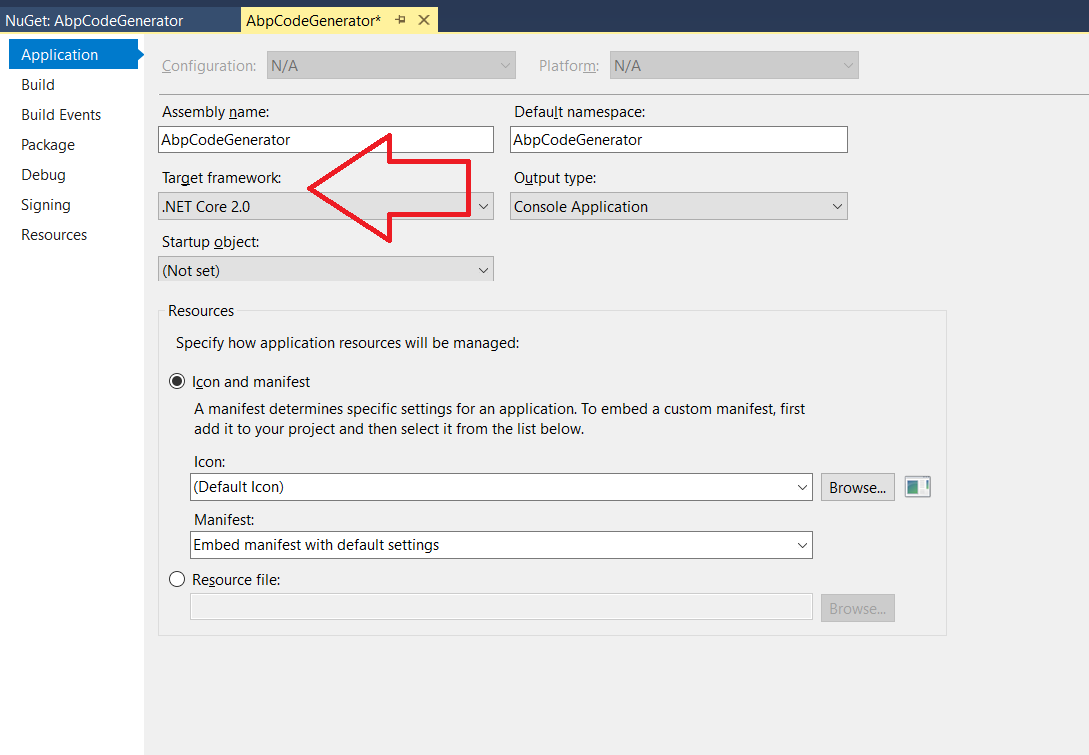 NuGet: AbpCodeGenerator
AbpCodeGenerator*
Application
Build
Build Events
Package
Debug
Signing
Resources
Configuration: N/A
Platform: N/A
Assembly name:
AbpCodeGenerator
Default namespace:
AbpCodeGenerator
Target framework:
.NET Core 2.0
Output type:
Console Application
Startup object:
(Not set)
Resources
Specify how application resources will be managed:
Icon and manifest
A manifest determines specific settings for an application. To embed a custom manifest, first
add it to your project and then select it from the list below.
Icon:
(Default Icon)
Browse...
Manifest:
Embed manifest with default settings
Resource file:
Browse...